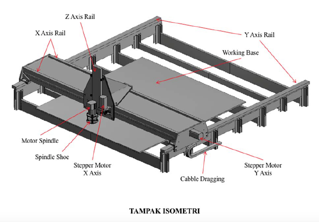 Z Axis Rail
X Axis Rail
Y Axis Rail
Working Base
Motor Spindle
Spindle Shoe
Stepper Motor
X Axis
Cabble Dragging
Stepper Motor
Y Axis
TAMPAK ISOMETRI